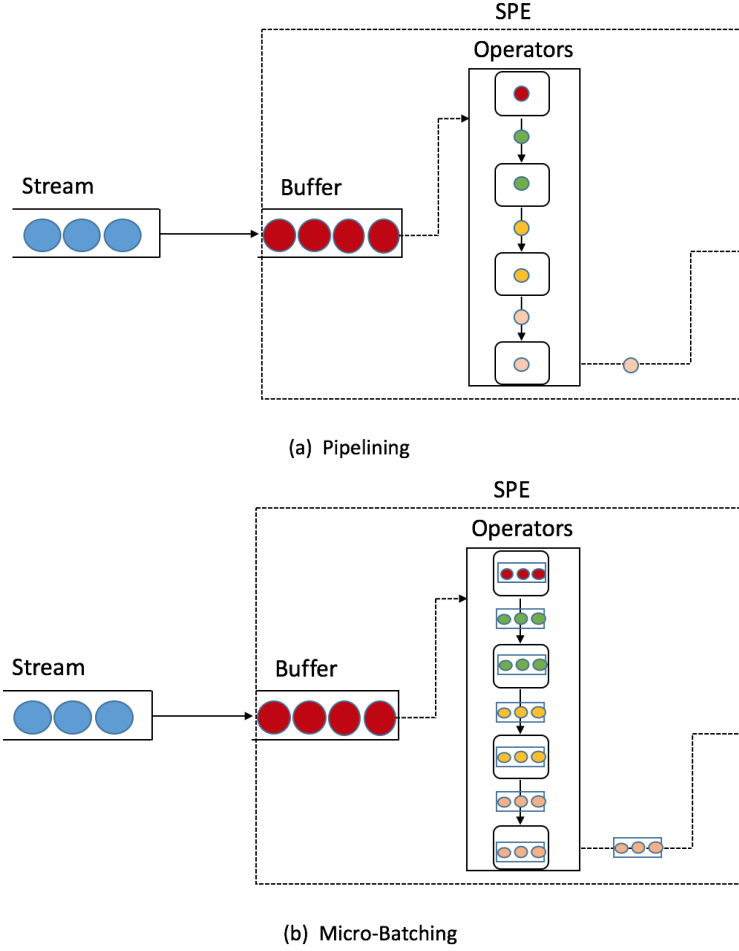 SPE
Operators
Stream
Buffer
(a) Pipelining
SPE
Operators
Stream
Buffer
(b) Micro-Batching